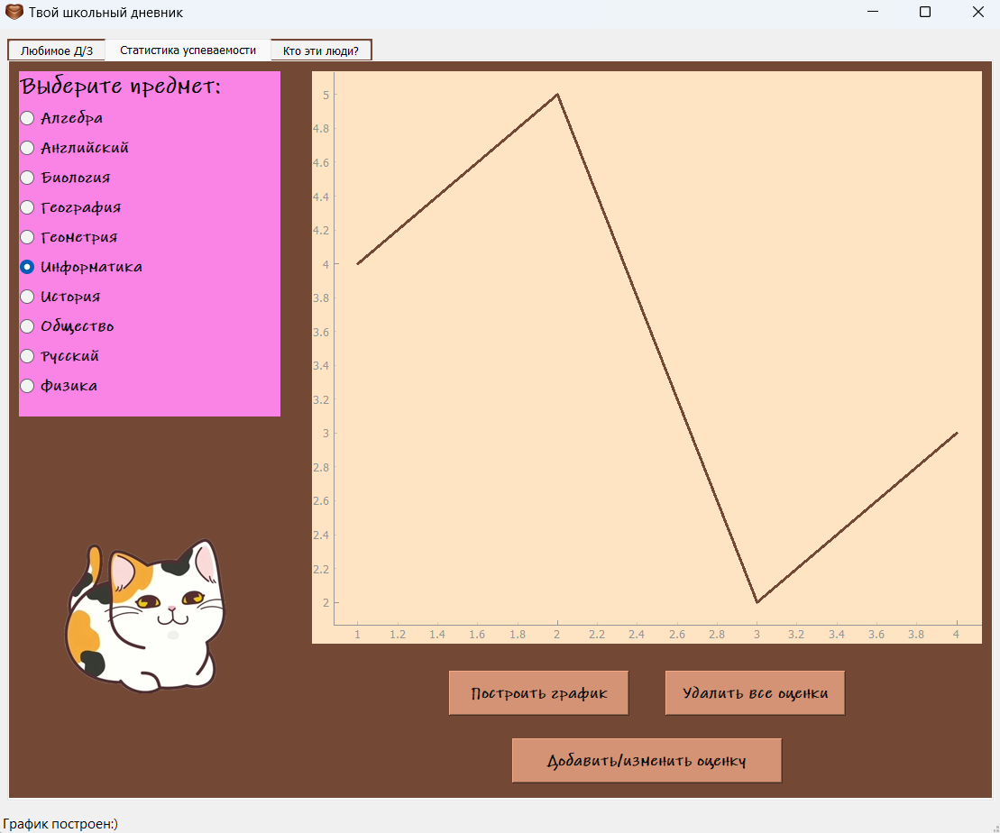 Твой школьный дневник
Любимое Д/З
Статистика успеваемости
Кто эти люди?
Выберите предмет:
Алгебра
Английский
Биология
География
Геометрия
Информатика
История
Общество
Русский
Физика
5
4.8
4.6
4.4
4.2
4
3.8
3.6
3.4
3.2
3
2.8
2.6
2.4
2.2
2
1 1.2 1.4 1.6 1.8 2 2.2 2.4 2.6 2.8 3 3.2 3.4 3.6 3.8 4
Построить график
Удалить все оценки
Добавить/изменить оценку
График построен:)